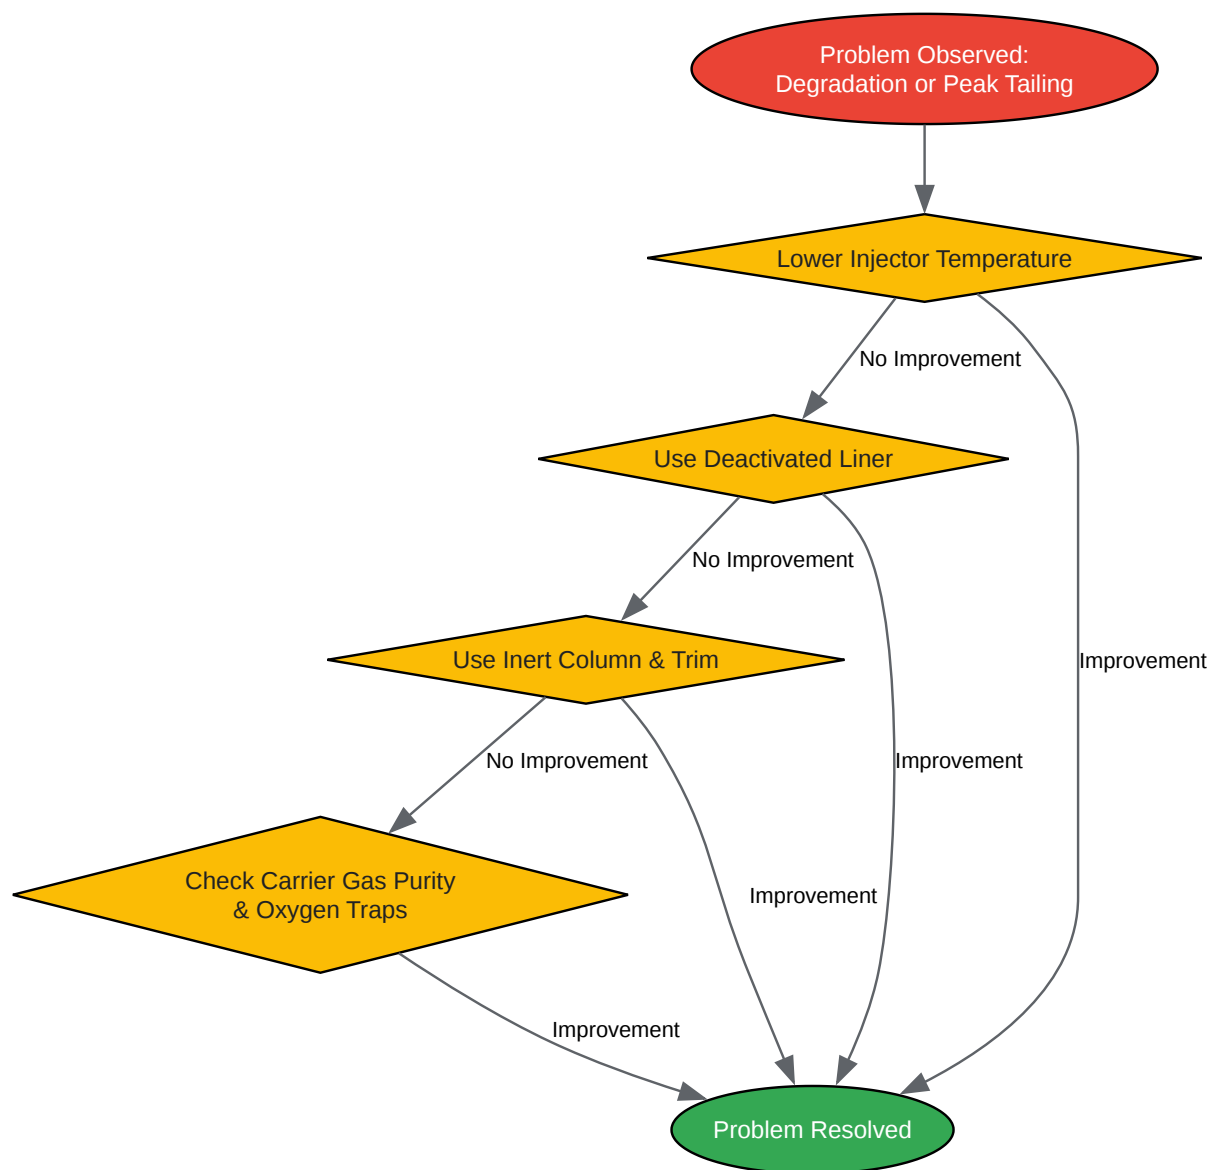 Problem Observed:
Degradation or Peak Tailing
Lower Injector Temperature
No Improvement
Use Deactivated Liner
No Improvement
Use Inert Column & Trim
Improvement
No Improvement
Improvement
Check Carrier Gas Purity
& Oxygen Traps
Improvement
Improvement
Problem Resolved